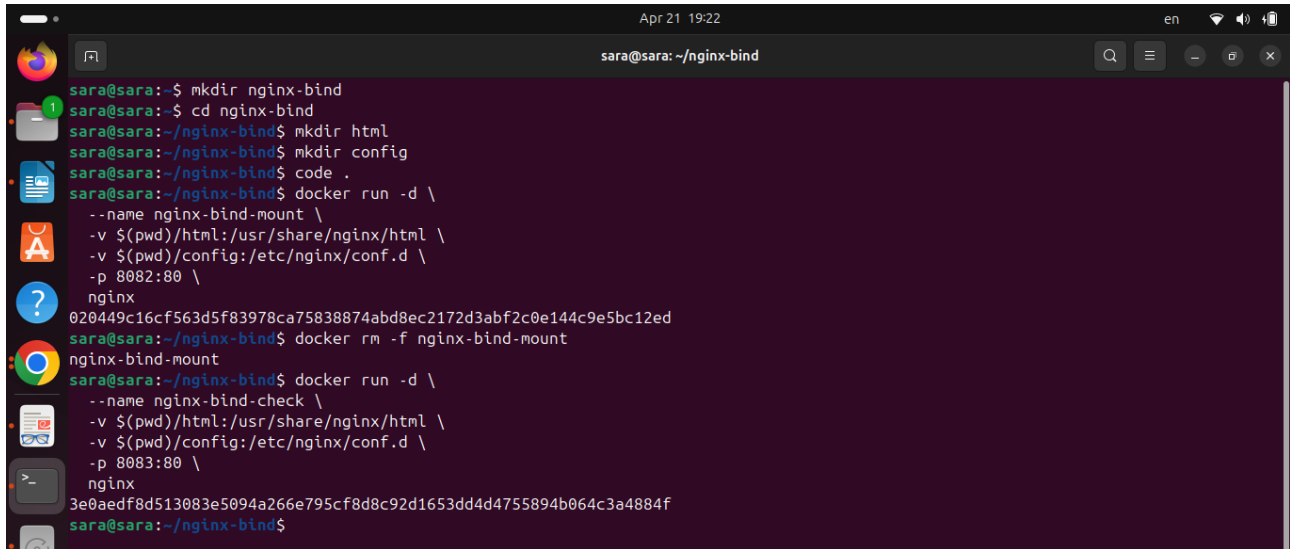 Apr 21 19:22
en
sara@sara: ~/nginx-bind
1
sara@sara:~$ mkdir nginx-bind
sara@sara:~$ cd nginx-bind
sara@sara:~/nginx-bind$ mkdir html
sara@sara:~/nginx-bind$ mkdir config
sara@sara:~/nginx-bind$ code .
sara@sara:~/nginx-bind$ docker run -d \
  --name nginx-bind-mount \
  -v $(pwd)/html:/usr/share/nginx/html \
  -v $(pwd)/config:/etc/nginx/conf.d \
  -p 8082:80 \
  nginx
020449c16cf563d5f83978ca75838874abd8ec2172d3abf2c0e144c9e5bc12ed
sara@sara:~/nginx-bind$ docker rm -f nginx-bind-mount
nginx-bind-mount
sara@sara:~/nginx-bind$ docker run -d \
  --name nginx-bind-check \
  -v $(pwd)/html:/usr/share/nginx/html \
  -v $(pwd)/config:/etc/nginx/conf.d \
  -p 8083:80 \
  nginx
3e0aedf8d513083e5094a266e795cf8d8c92d1653dd4d4755894b064c3a4884f
sara@sara:~/nginx-bind$